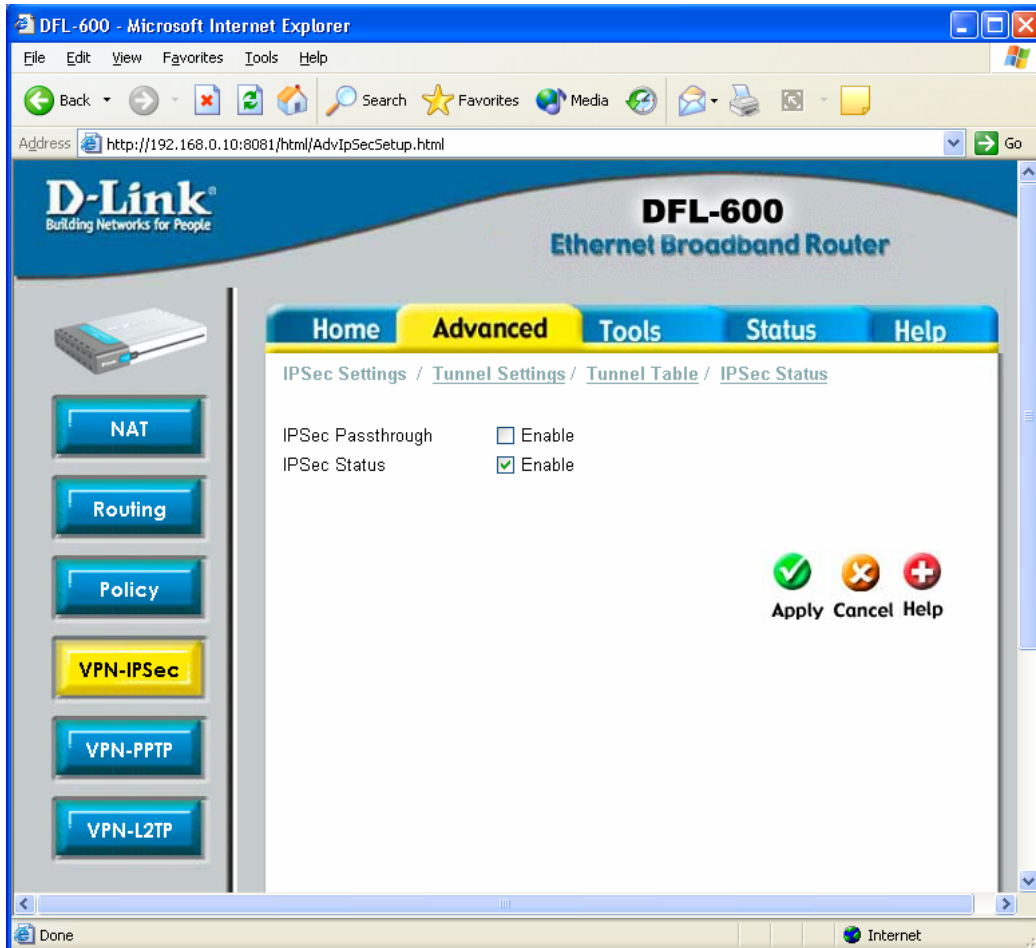 DFL-600 - Microsoft Internet Explorer
File Edit View Favorites Tools Help
Back Search Favorites Media
Address http://192.168.0.10:8081/html/AdvIpSecSetup.html Go
D-Link®
Building Networks for People
DFL-600
Ethernet Broadband Router
Home Advanced Tools Status Help
IPSec Settings / Tunnel Settings / Tunnel Table / IPSec Status
NAT
IPSec Passthrough Enable
IPSec Status Enable
Routing
Policy
Apply Cancel Help
VPN-IPSec
VPN-PPTP
VPN-L2TP
Done Internet